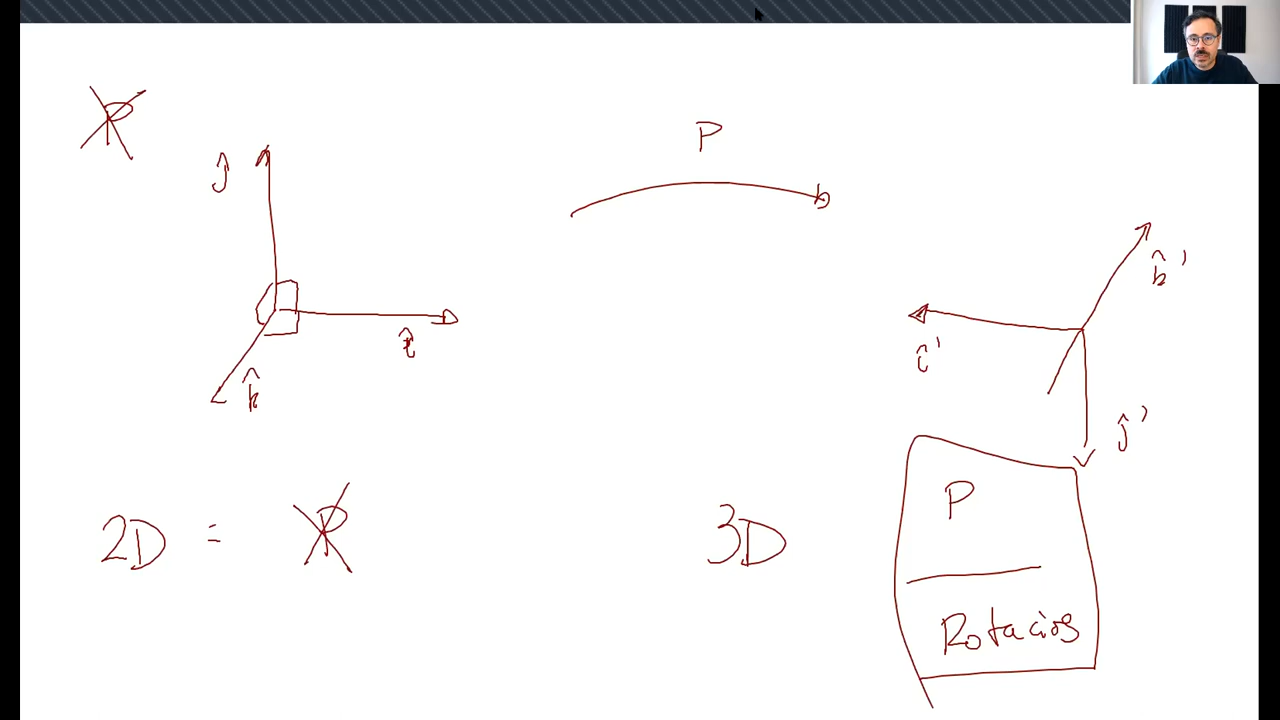 P
ĵ
P
k̂'
î
î'
k̂
ĵ'
P
2D = P
3D
Rotacios